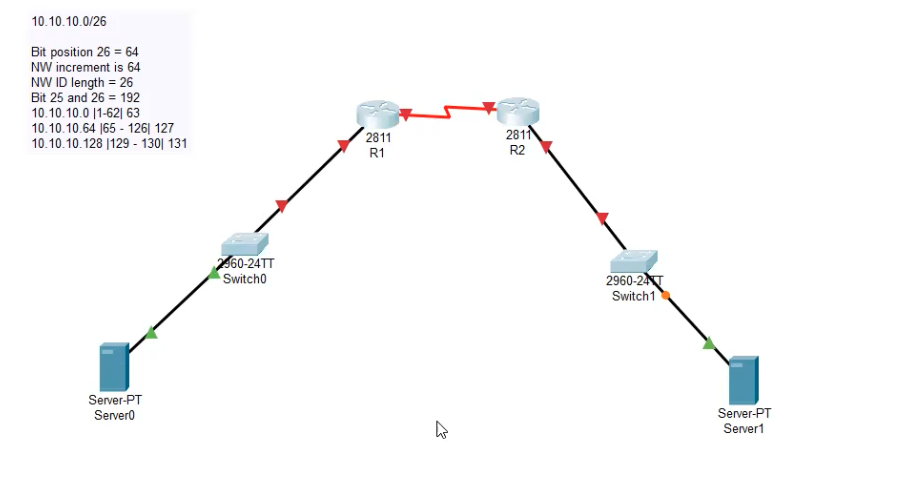 10.10.10.0/26
Bit position 26 = 64
NW increment is 64
NW ID length = 26
Bit 25 and 26 = 192
10.10.10.0 |1-62| 63
10.10.10.64 |65 - 126| 127
10.10.10.128 |129 - 130| 131
2811
R1
2811
R2
2960-24TT
Switch0
2960-24TT
Switch1
Server-PT
Server0
Server-PT
Server1